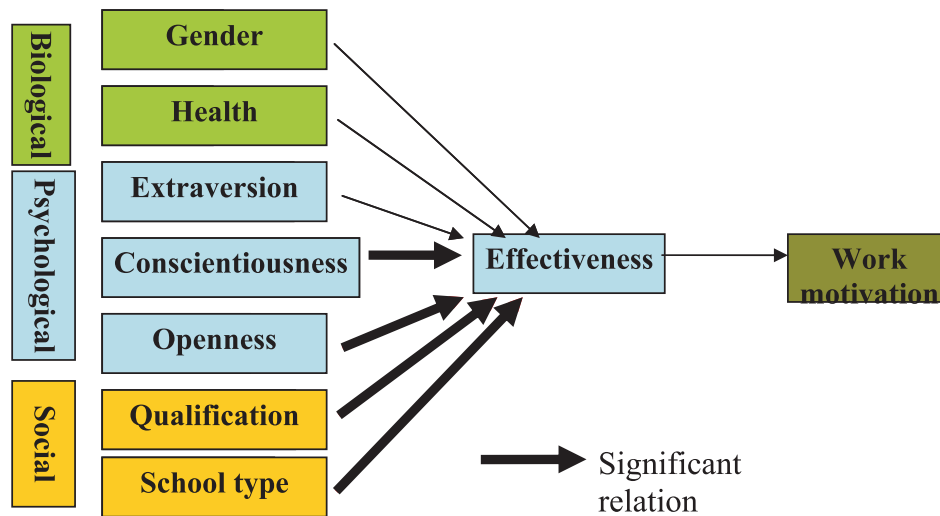 Biological
Gender
Health
Psychological
Extraversion
Conscientiousness
Openness
Social
Qualification
School type
Effectiveness
Work
motivation
Significant
relation